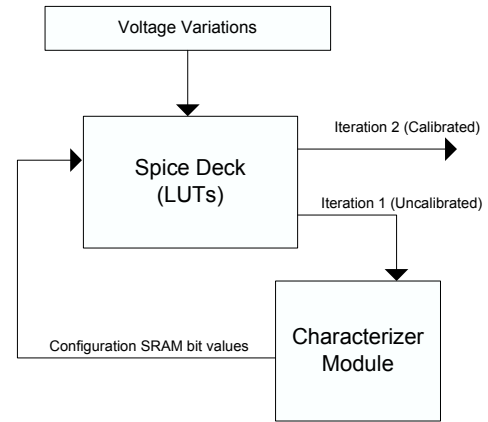 Voltage Variations
Iteration 2 (Calibrated)
Spice Deck
(LUTs)
Iteration 1 (Uncalibrated)
Characterizer
Module
Configuration SRAM bit values